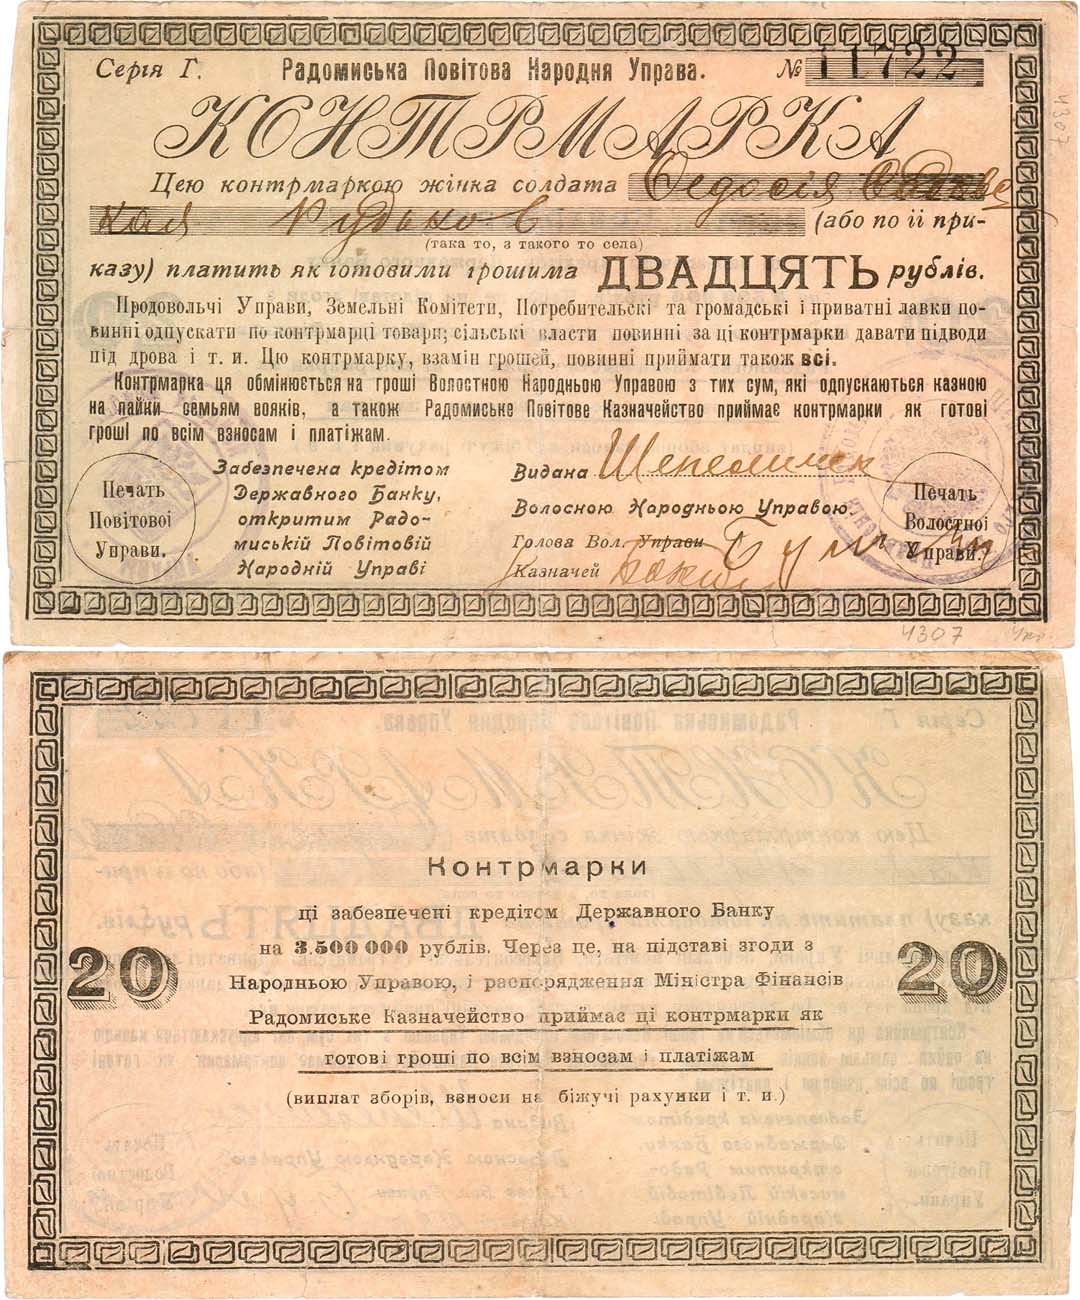 Серія Г. Радомиська Повітова Народня Управа. № 11722
КОНТРМАРКА
Цею контрмаркою жінка солдата Федосія
(або по її при-
(така то, з такого то села)
казу) платить як готовими грошима ДВАДЦЯТЬ рублів.
Продовольчі Управи, Земельні Комітети, Потребительскі та громадські і приватні лавки по-
винні одпускати по контрмарці товари; сільські власти повинні за ці контрмарки давати підводи
під дрова і т. и. Цю контрмарку, взамін грошей, повинні приймати також всі.
Контрмарка ця обмінюється на гроші Волостною Народньою Управою з тих сум, які одпускаються казною
на пайки семьям вояків, а також Радомиське Повітове Казначейство приймає контрмарки як готові
гроші по всім взносам і платіжам.
Печать
Повітової
Управи.
Забезпечена кредітом
Державного Банку,
откритим Радо-
миській Повітовій
Народній Управі
Видана
Волосною Народньою Управою.
Голова Вол. Управи
Казначей
Печать
Волостної
Управи.
4307
4307
Контрмарки
ці забезпечені кредітом Державного Банку
на 3.500 000 рублів. Через це, на підставі згоди з
Народньою Управою, і распорядження Міністра Фінансів
Радомиське Казначейство приймає ці контрмарки як
готові гроші по всім взносам і платіжам
(виплат зборів, взноси на біжучі рахунки і т. и.)
20
20